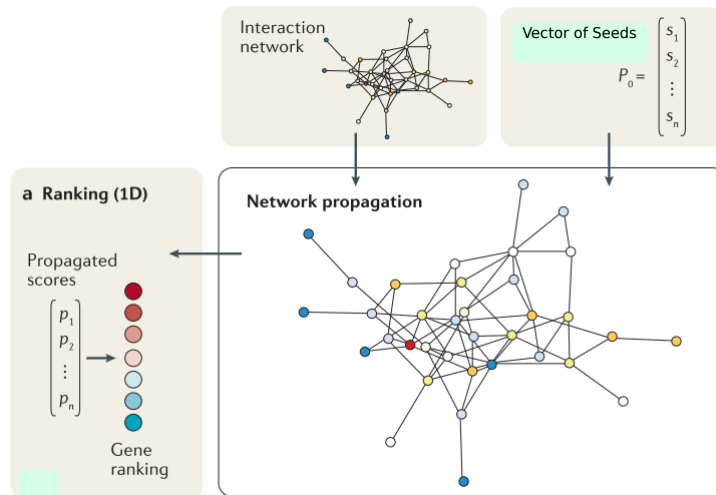 Interaction
network
Vector of Seeds
P₀ =
s₁
s₂
⋮
sₙ
a Ranking (1D)
Network propagation
Propagated
scores
p₁
p₂
⋮
pₙ
Gene
ranking